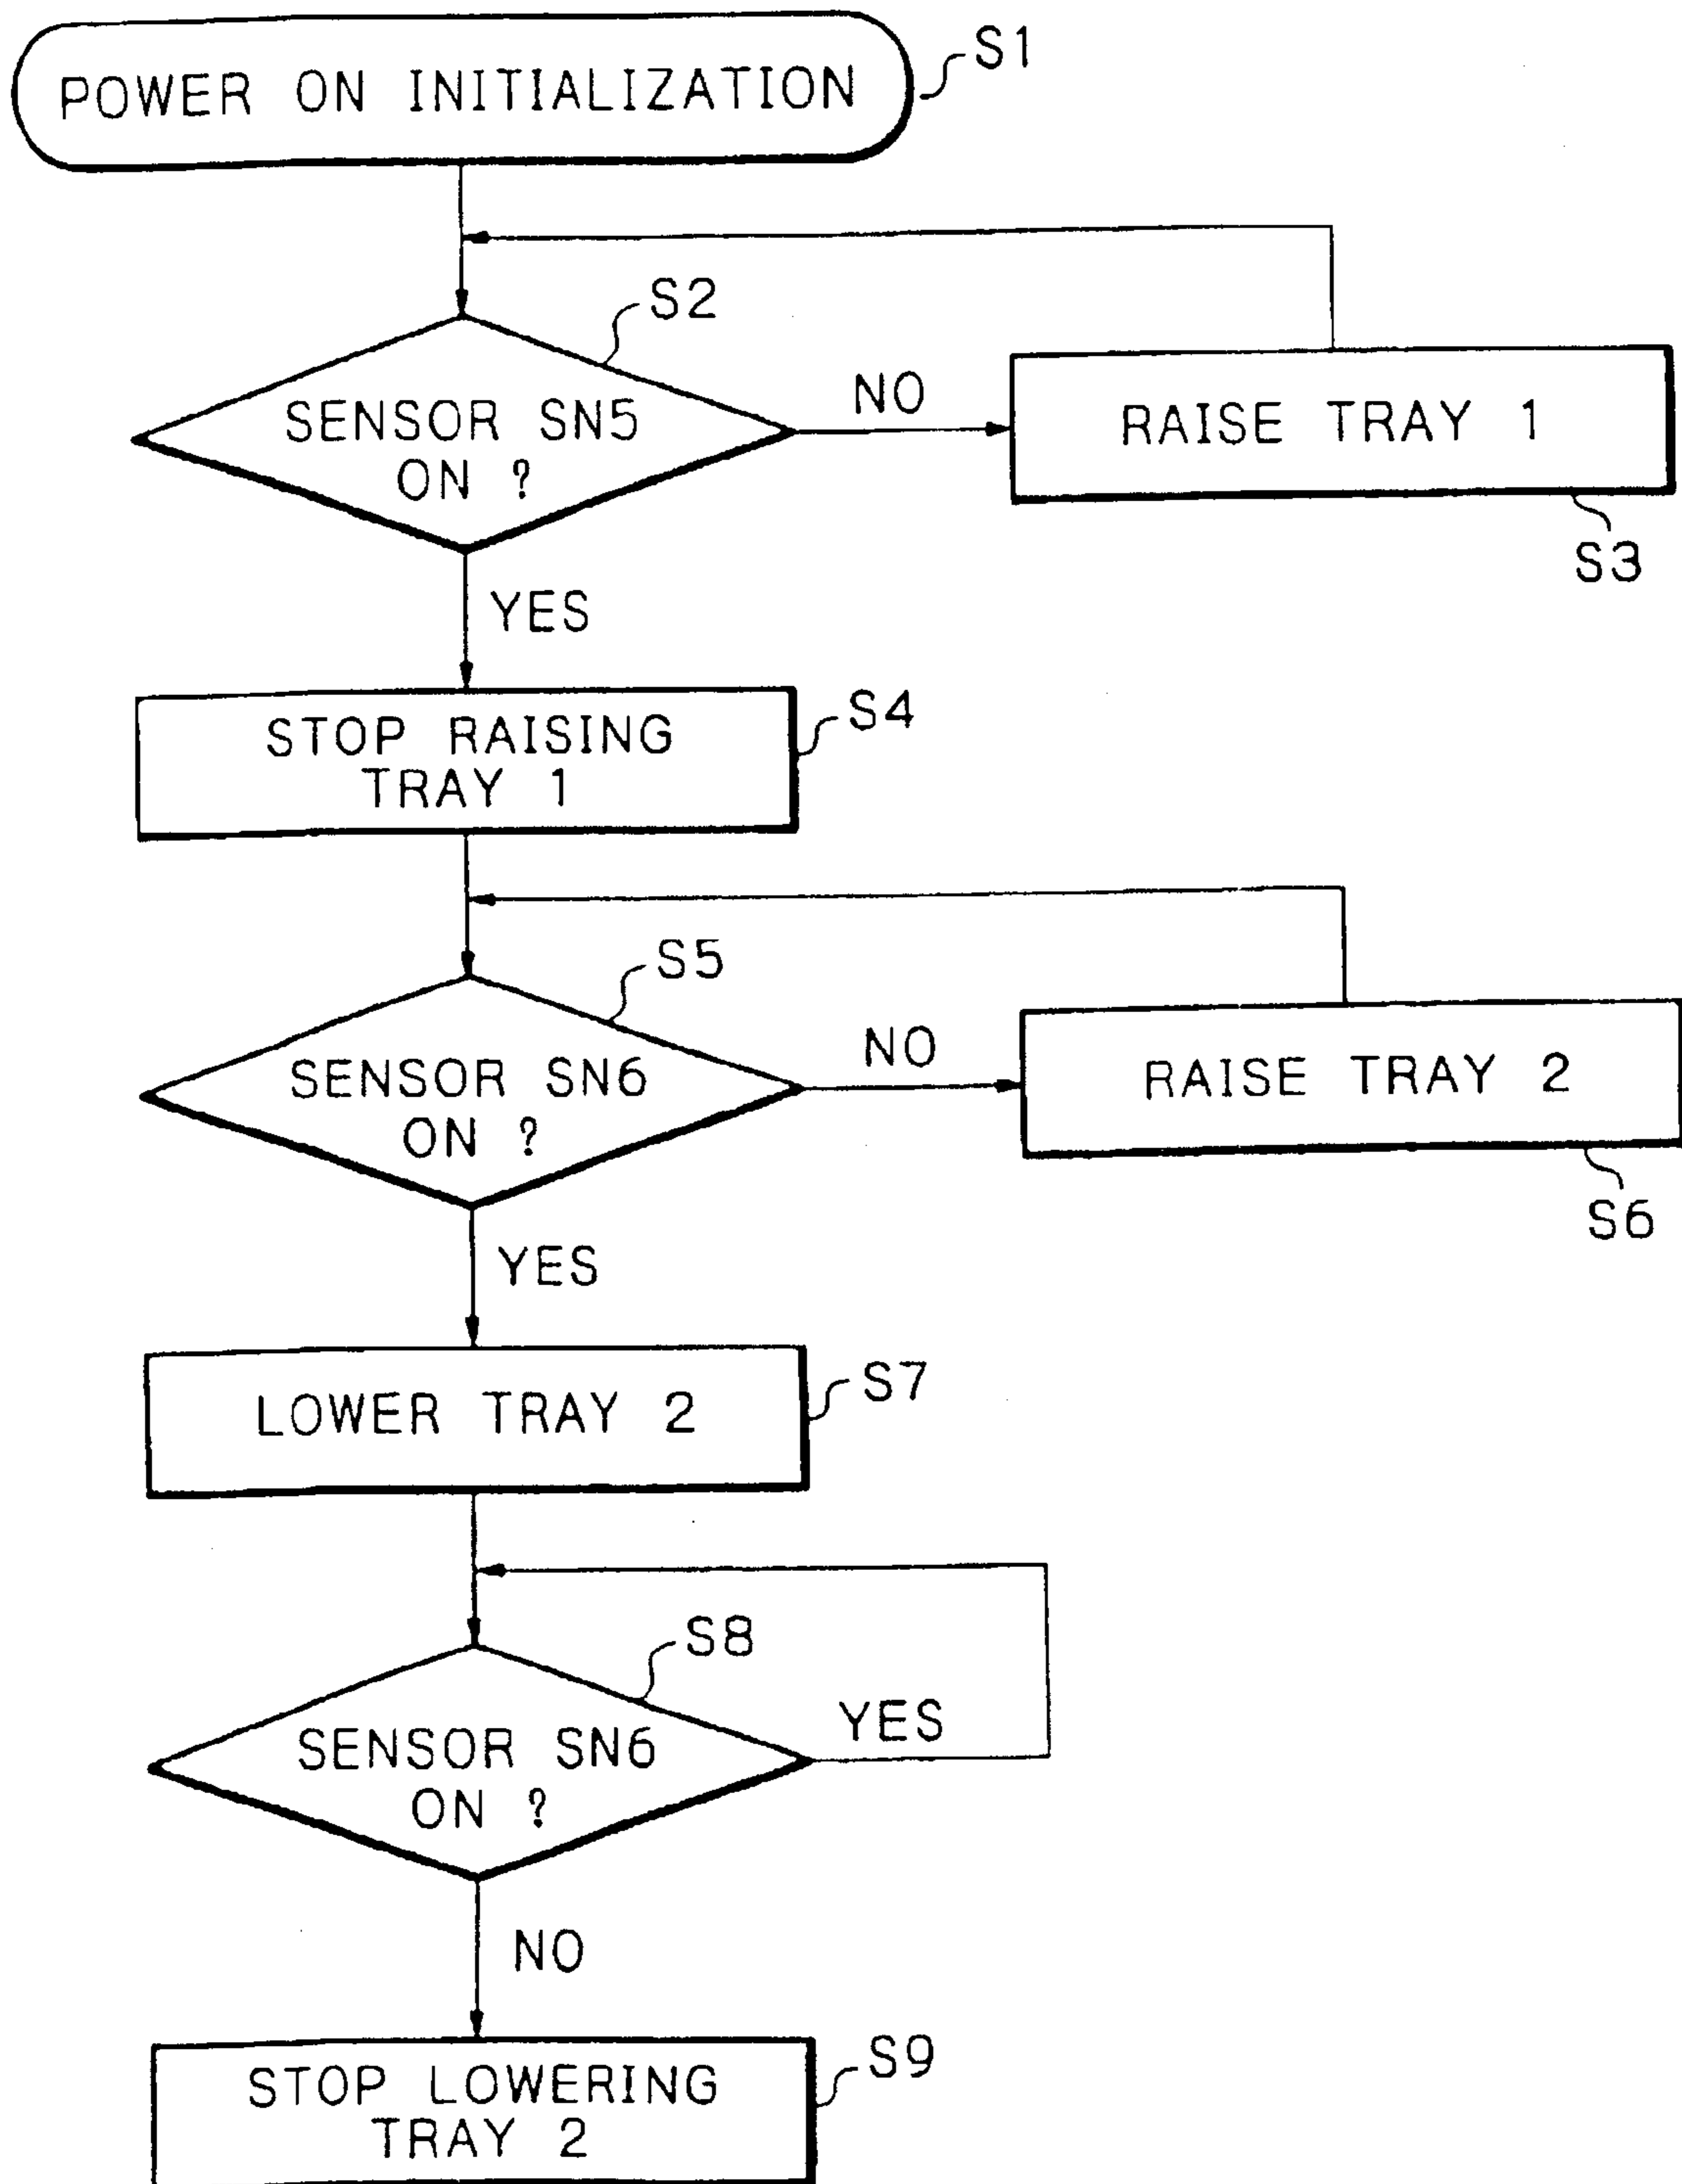 POWER ON INITIALIZATION
S1
S2
SENSOR SN5
ON ?
NO
RAISE TRAY 1
S3
YES
STOP RAISING
TRAY 1
S4
S5
SENSOR SN6
ON ?
NO
RAISE TRAY 2
S6
YES
LOWER TRAY 2
S7
S8
SENSOR SN6
ON ?
YES
NO
STOP LOWERING
TRAY 2
S9